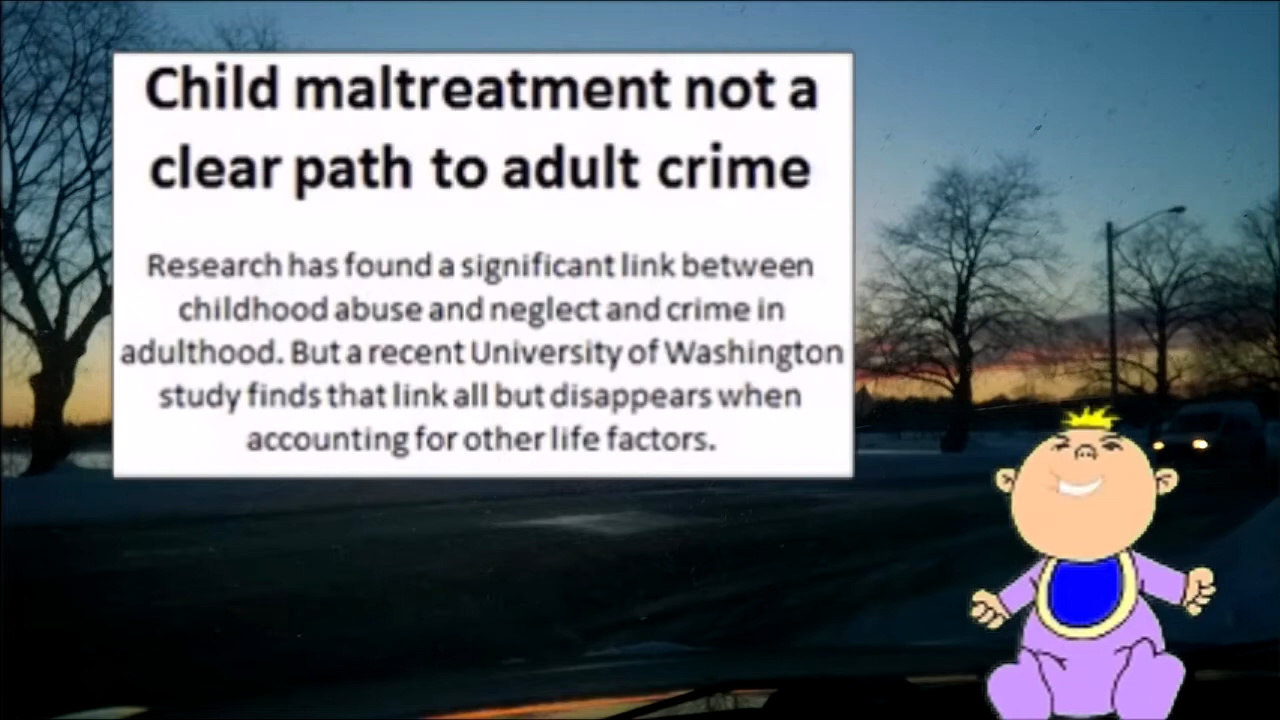 Child maltreatment not a
clear path to adult crime
Research has found a significant link between
childhood abuse and neglect and crime in
adulthood. But a recent University of Washington
study finds that link all but disappears when
accounting for other life factors.